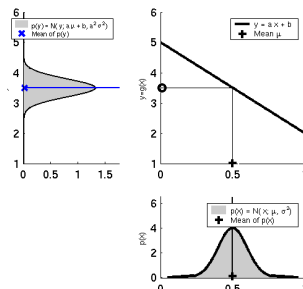 p(y) = N( y; a μ + b, a² σ²)
Mean of p(y)
6
5
4
3
2
1
0 0.5 1 1.5
y = a x + b
Mean μ
6
5
4
3
2
1
0 0.5
y=g(x)
p(x) = N( x; μ, σ²)
Mean of p(x)
6
4
2
0
p(x)
0 0.5